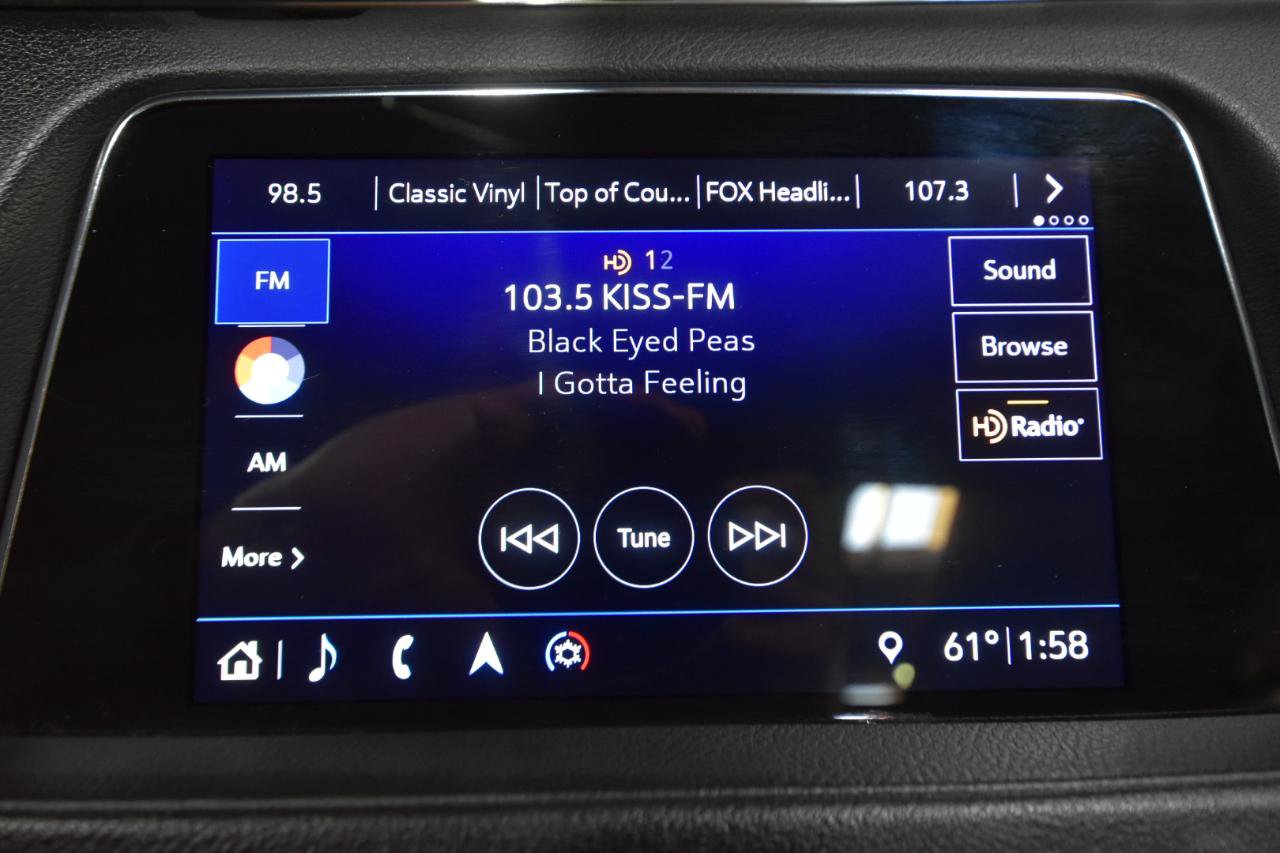 98.5 | Classic Vinyl | Top of Cou... | FOX Headli... | 107.3 |
FM
HD 1 2
Sound
103.5 KISS-FM
Black Eyed Peas
Browse
I Gotta Feeling
HD Radio
AM
Tune
More
61° | 1:58